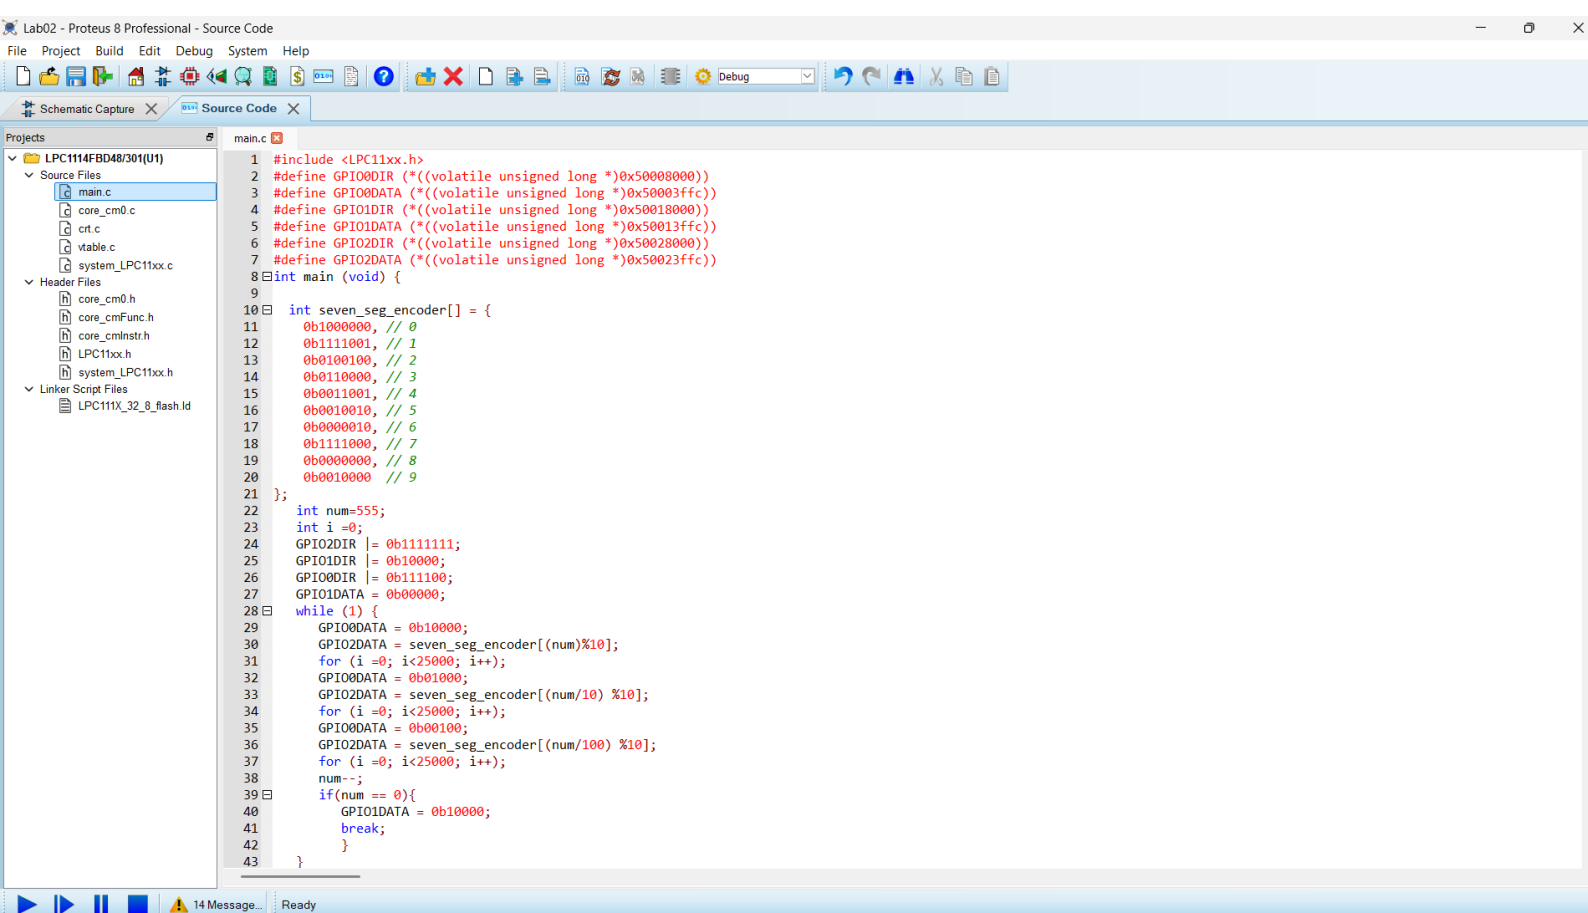 Lab02 - Proteus 8 Professional - Source Code
File Project Build Edit Debug System Help
Debug
Schematic Capture Source Code
Projects
LPC1114FBD48/301(U1)
Source Files
main.c
core_cm0.c
crt.c
vtable.c
system_LPC11xx.c
Header Files
core_cm0.h
core_cmFunc.h
core_cmInstr.h
LPC11xx.h
system_LPC11xx.h
Linker Script Files
LPC111X_32_8_flash.ld
main.c
1 #include <LPC11xx.h>
2 #define GPIO0DIR (*((volatile unsigned long *)0x50008000))
3 #define GPIO0DATA (*((volatile unsigned long *)0x50003ffc))
4 #define GPIO1DIR (*((volatile unsigned long *)0x50018000))
5 #define GPIO1DATA (*((volatile unsigned long *)0x50013ffc))
6 #define GPIO2DIR (*((volatile unsigned long *)0x50028000))
7 #define GPIO2DATA (*((volatile unsigned long *)0x50023ffc))
8 int main (void) {
9
10 int seven_seg_encoder[] = {
11 0b1000000, // 0
12 0b1111001, // 1
13 0b0100100, // 2
14 0b0110000, // 3
15 0b0011001, // 4
16 0b0010010, // 5
17 0b0000010, // 6
18 0b1111000, // 7
19 0b0000000, // 8
20 0b0010000 // 9
21 };
22 int num=555;
23 int i =0;
24 GPIO2DIR |= 0b1111111;
25 GPIO1DIR |= 0b10000;
26 GPIO0DIR |= 0b111100;
27 GPIO1DATA = 0b00000;
28 while (1) {
29 GPIO0DATA = 0b10000;
30 GPIO2DATA = seven_seg_encoder[(num)%10];
31 for (i =0; i<25000; i++);
32 GPIO0DATA = 0b01000;
33 GPIO2DATA = seven_seg_encoder[(num/10) %10];
34 for (i =0; i<25000; i++);
35 GPIO0DATA = 0b00100;
36 GPIO2DATA = seven_seg_encoder[(num/100) %10];
37 for (i =0; i<25000; i++);
38 num--;
39 if(num == 0){
40 GPIO1DATA = 0b10000;
41 break;
42 }
43 }
14 Message... Ready